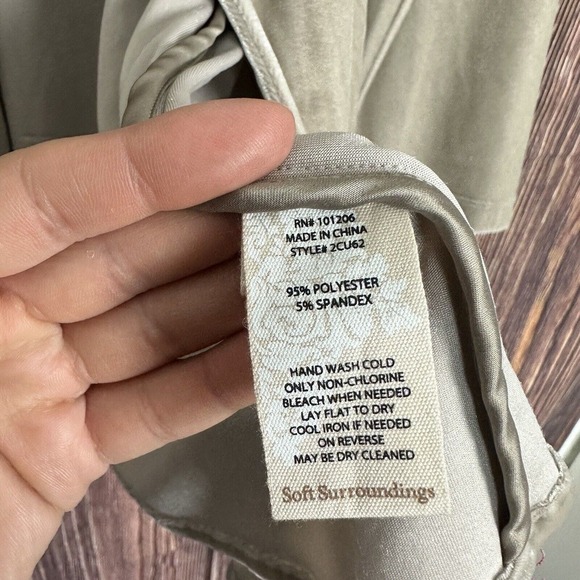 RN# 101206
MADE IN CHINA
STYLE# 2CU62
95% POLYESTER
5% SPANDEX
HAND WASH COLD
ONLY NON-CHLORINE
BLEACH WHEN NEEDED
LAY FLAT TO DRY
COOL IRON IF NEEDED
ON REVERSE
MAY BE DRY CLEANED
Soft Surroundings